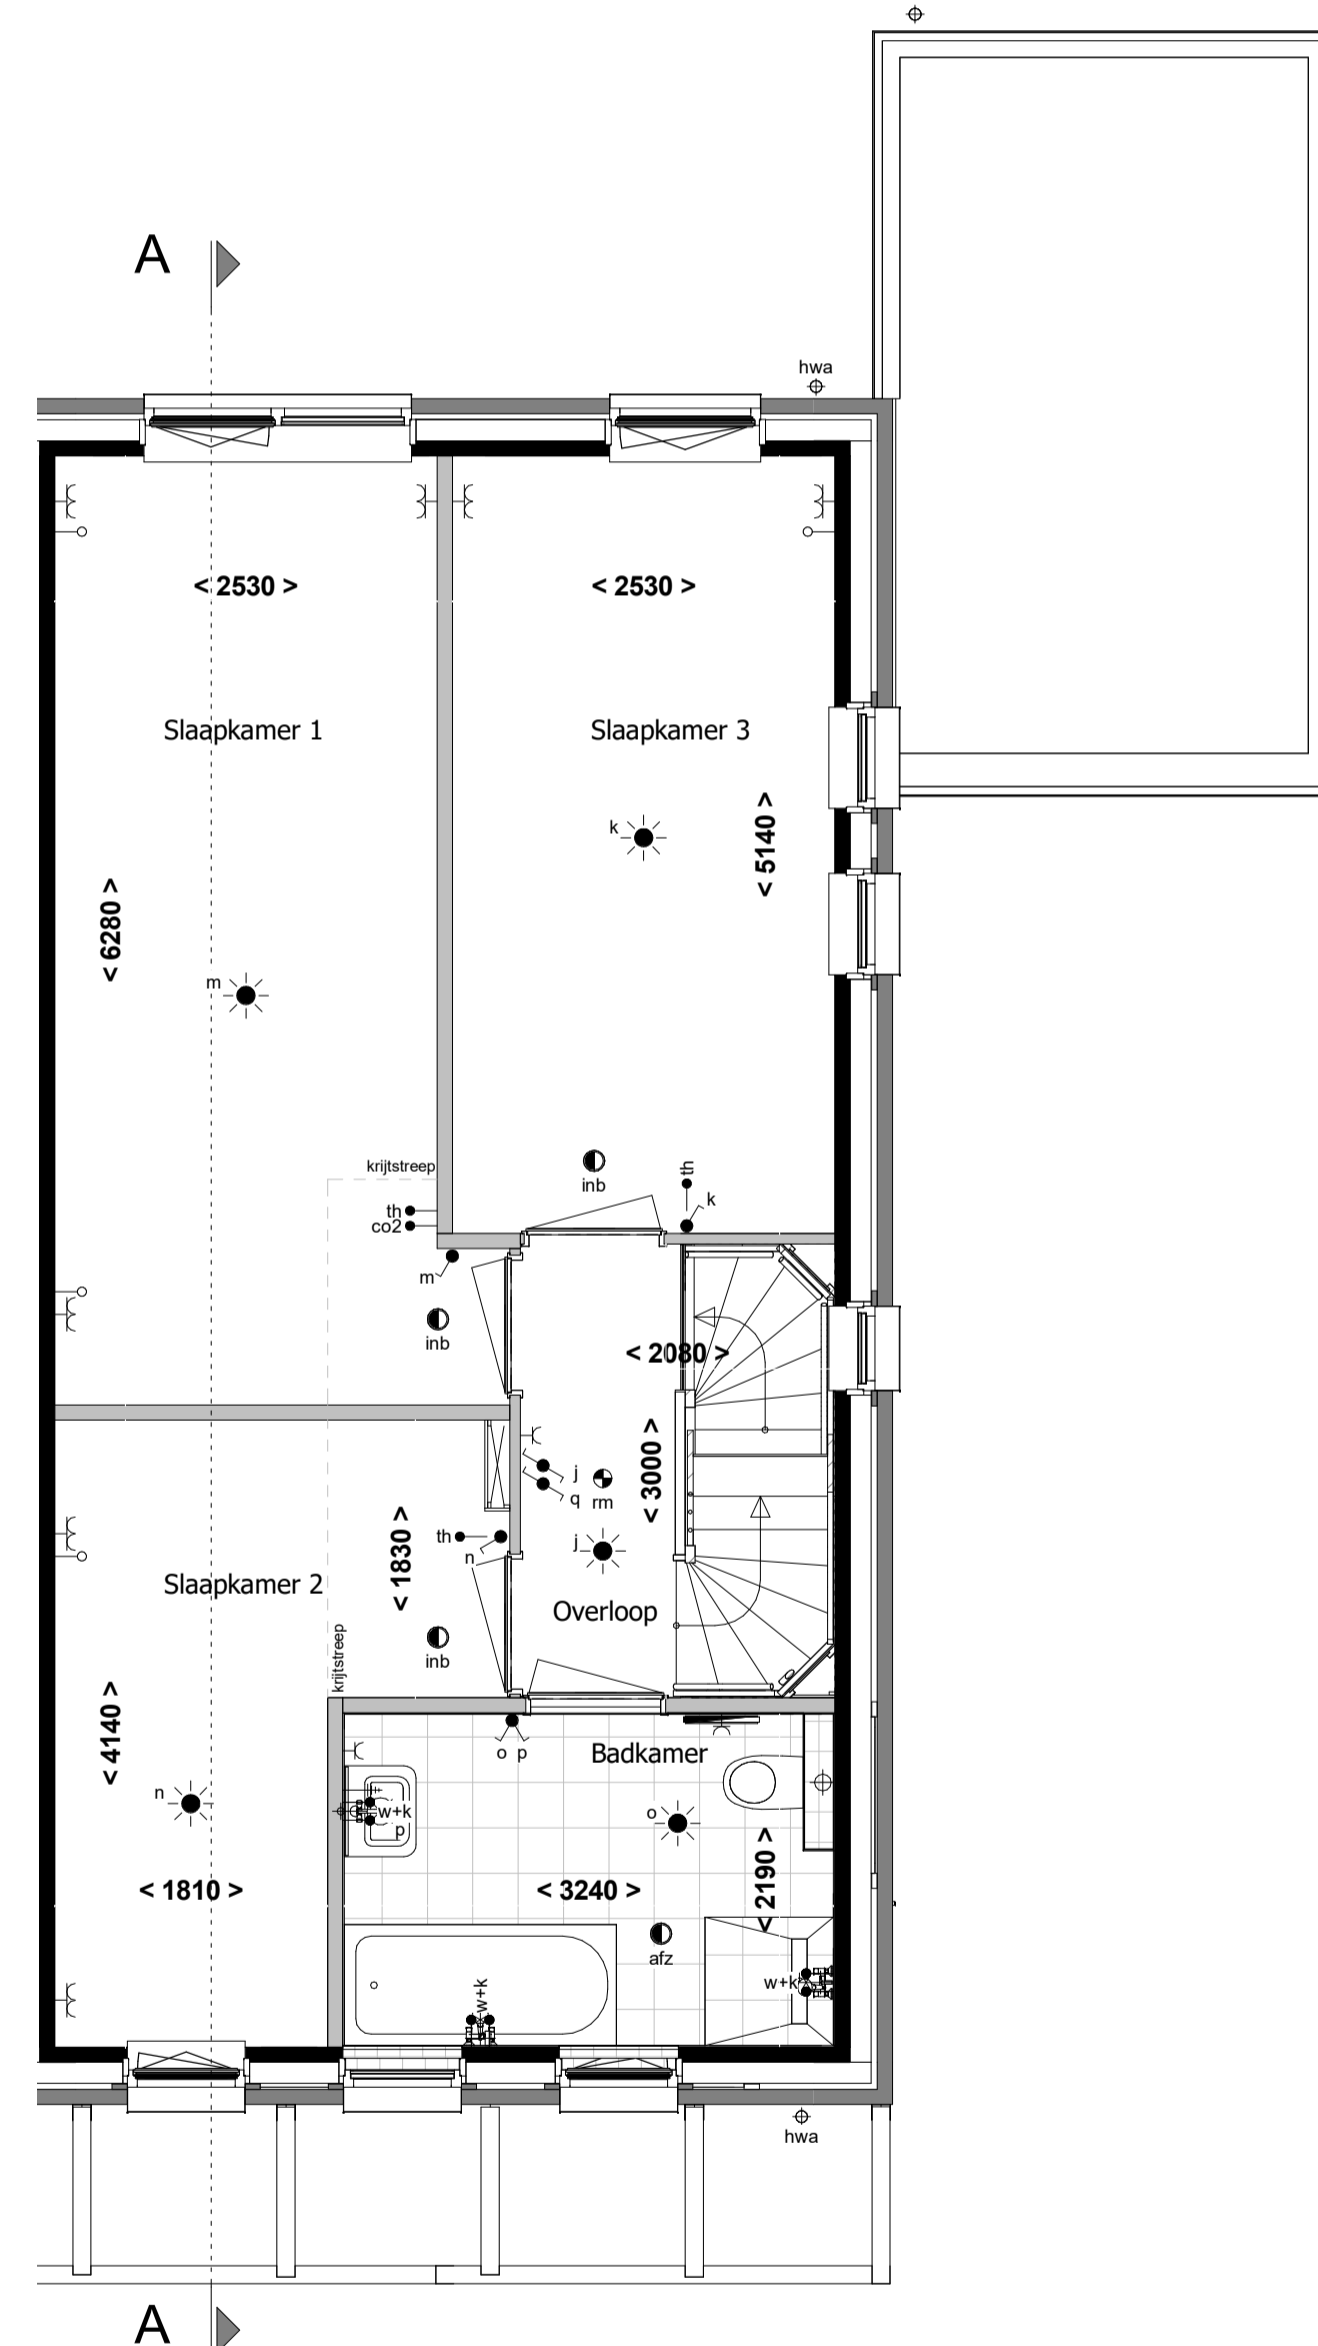 A
hwa
< 2530 >
< 2530 >
Slaapkamer 1
Slaapkamer 3
k
< 5140 >
< 6280 >
m
krijtstreep
inb
th
k
th
co2
m
inb
< 2080 >
< 3000 >
j
q
rm
j
th
n
< 1830 >
Slaapkamer 2
Overloop
inb
krijtstreep
< 4140 >
o p
Badkamer
n
w+k
p
o
< 1810 >
< 3240 >
< 2190 >
afz
w+k
w+k
hwa
A